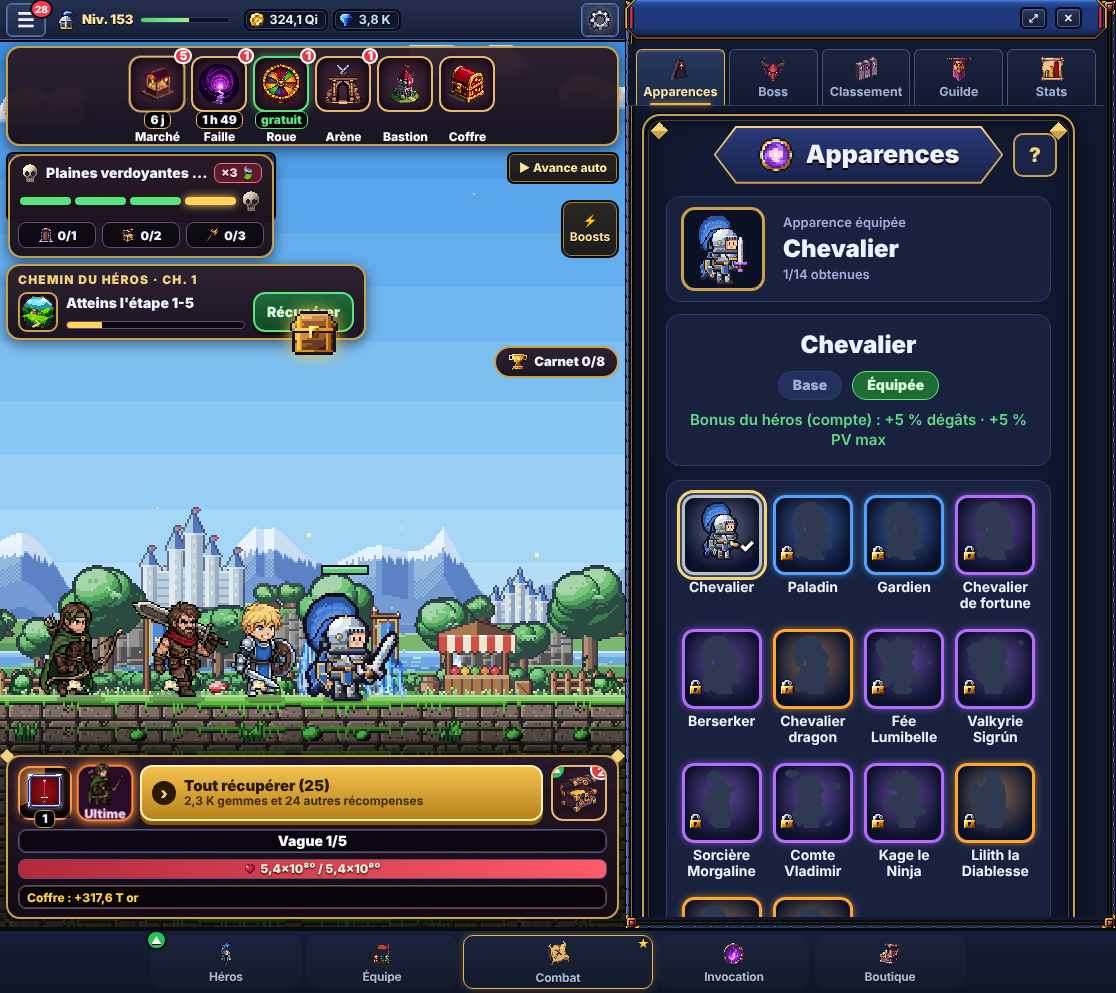 28
Niv. 153
324,1 Qi
3,8 K
5
1
1
1
6 j
1 h 49
gratuit
Marché
Faille
Roue
Arène
Bastion
Coffre
Plaines verdoyantes ...
×3
0/1
0/2
0/3
Avance auto
Boosts
CHEMIN DU HÉROS · CH. 1
Atteins l'étape 1-5
Carnet 0/8
1
Ultime
Tout récupérer (25)
2,3 K gemmes et 24 autres récompenses
Vague 1/5
5,4×10⁸⁰ / 5,4×10⁸⁰
Coffre : +317,6 T or
Apparences
Boss
Classement
Guilde
Stats
Apparences
?
Apparence équipée
Chevalier
1/14 obtenues
Chevalier
Base
Équipée
Bonus du héros (compte) : +5 % dégâts · +5 %
PV max
Chevalier
Paladin
Gardien
Chevalier
de fortune
Berserker
Chevalier
dragon
Fée
Lumibelle
Valkyrie
Sigrún
Sorcière
Morgaline
Comte
Vladimir
Kage le
Ninja
Lilith la
Diablesse
Héros
Équipe
Combat
Invocation
Boutique